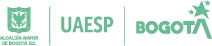 ALCALDÍA MAYOR
DE BOGOTÁ D.C.
UAESP
BOGOTÁ